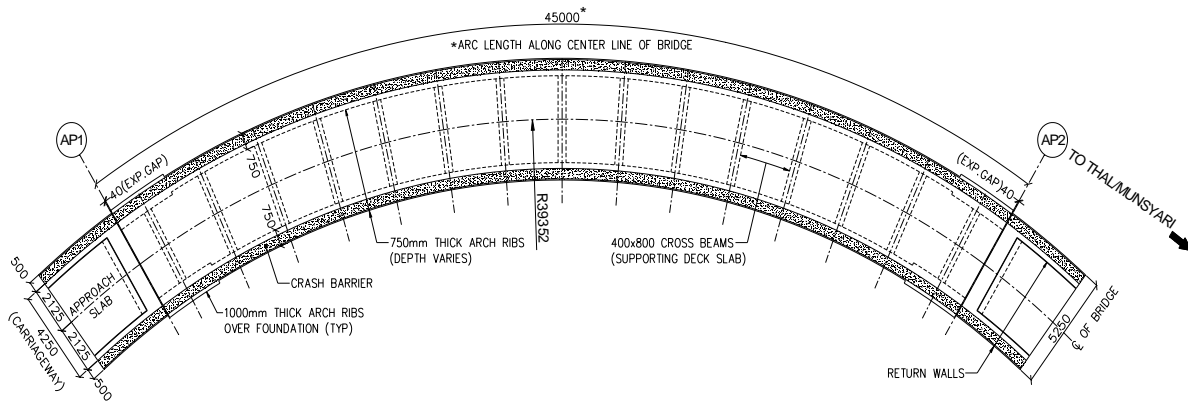 45000*
*ARC LENGTH ALONG CENTER LINE OF BRIDGE
AP1
AP2
40(EXP.GAP)
(EXP.GAP)40
TO THAL/MUNSYARI
750
750
R39352
750mm THICK ARCH RIBS
(DEPTH VARIES)
400x800 CROSS BEAMS
(SUPPORTING DECK SLAB)
CRASH BARRIER
1000mm THICK ARCH RIBS
OVER FOUNDATION (TYP)
APPROACH
SLAB
500
2125
2125
500
4250
(CARRIAGEWAY)
5250
℄ OF BRIDGE
RETURN WALLS